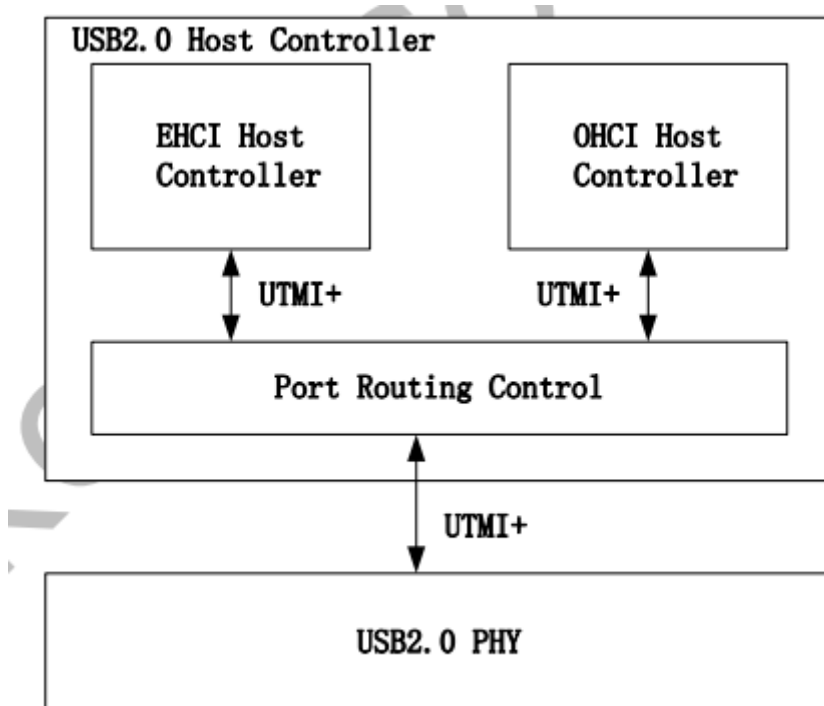 USB2.0 Host Controller
EHCI Host
Controller
OHCI Host
Controller
UTMI+
UTMI+
Port Routing Control
UTMI+
USB2.0 PHY